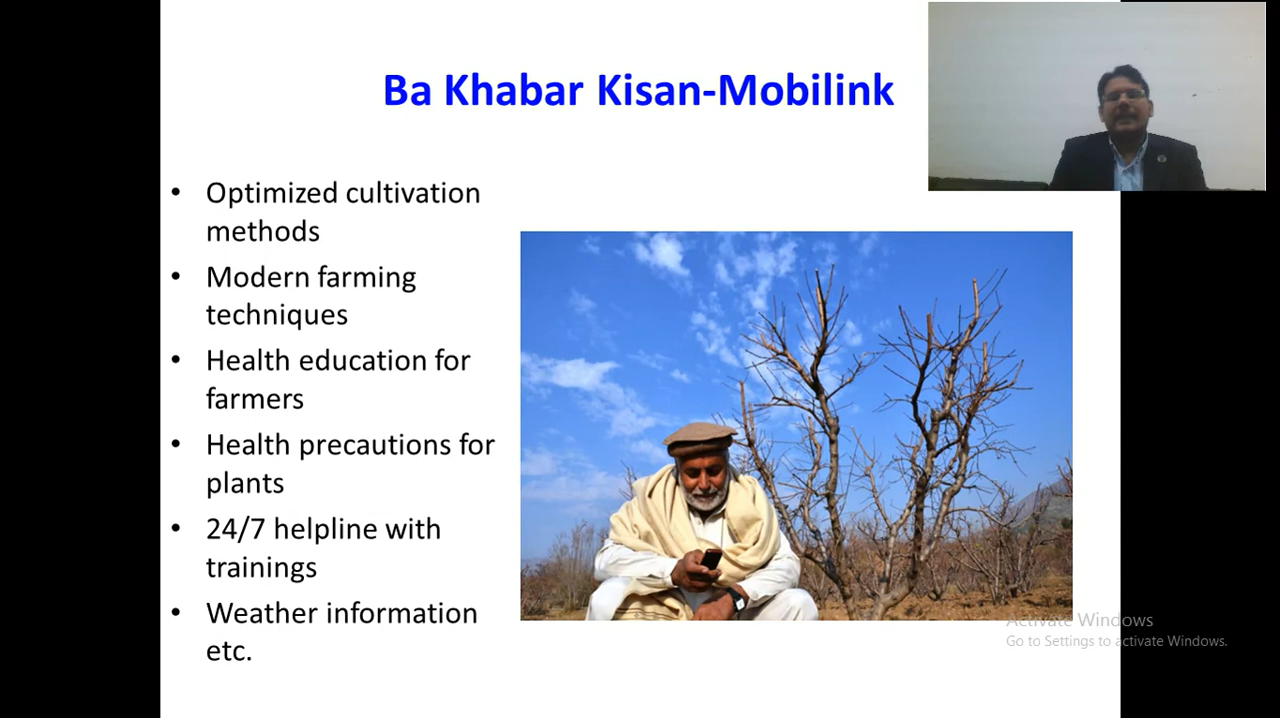 Ba Khabar Kisan-Mobilink
• Optimized cultivation
methods
• Modern farming
techniques
• Health education for
farmers
• Health precautions for
plants
• 24/7 helpline with
trainings
• Weather information
etc.
Activate Windows
Go to Settings to activate Windows.